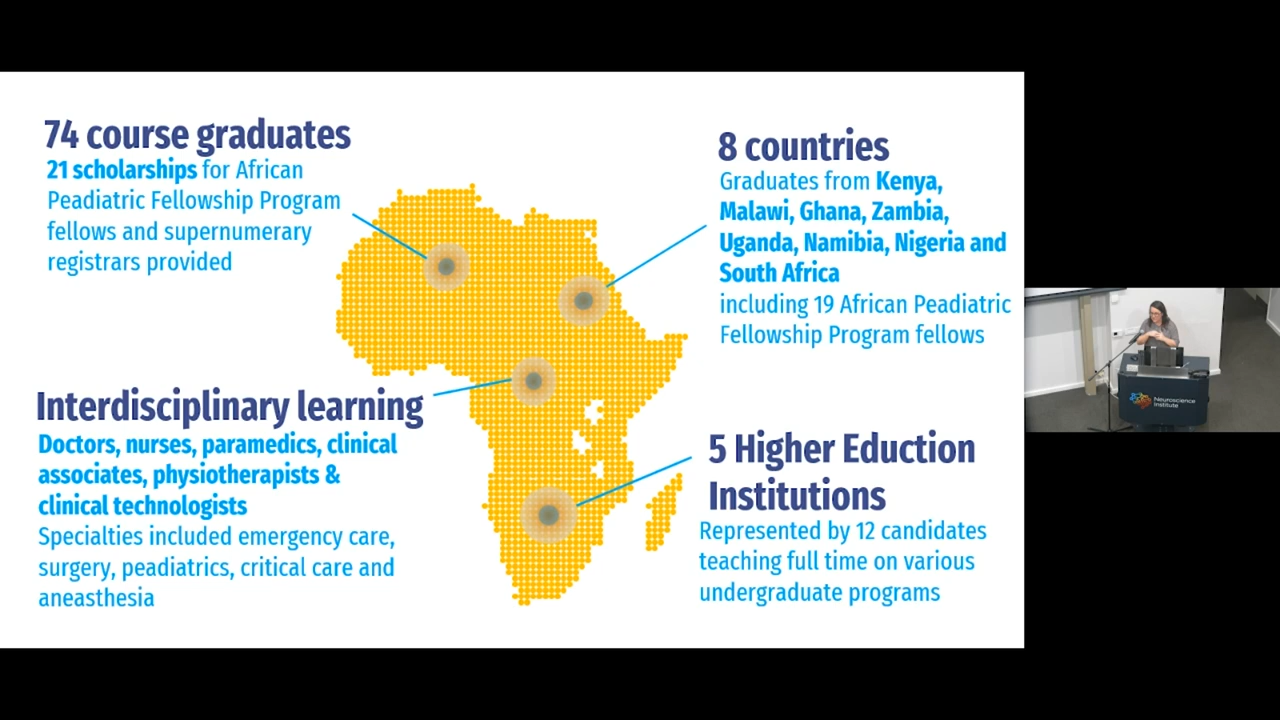 74 course graduates
21 scholarships for African
Peadiatric Fellowship Program
fellows and supernumerary
registrars provided
8 countries
Graduates from Kenya,
Malawi, Ghana, Zambia,
Uganda, Namibia, Nigeria and
South Africa
including 19 African Peadiatric
Fellowship Program fellows
Interdisciplinary learning
Doctors, nurses, paramedics, clinical
associates, physiotherapists &
clinical technologists
Specialties included emergency care,
surgery, peadiatrics, critical care and
aneasthesia
5 Higher Eduction
Institutions
Represented by 12 candidates
teaching full time on various
undergraduate programs
Neuroscience
Institute